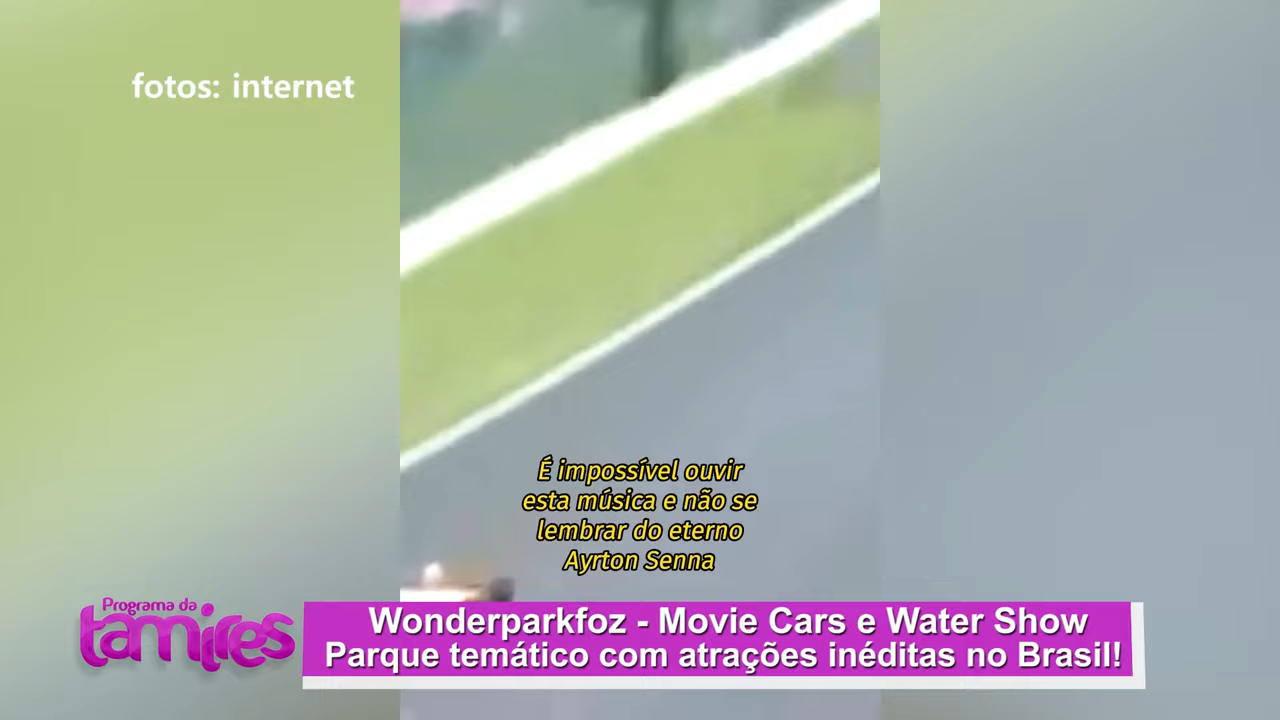 fotos: internet
É impossível ouvir
esta música e não se
lembrar do eterno
Ayrton Senna
Programa da
tamires
Wonderparkfoz - Movie Cars e Water Show
Parque temático com atrações inéditas no Brasil!